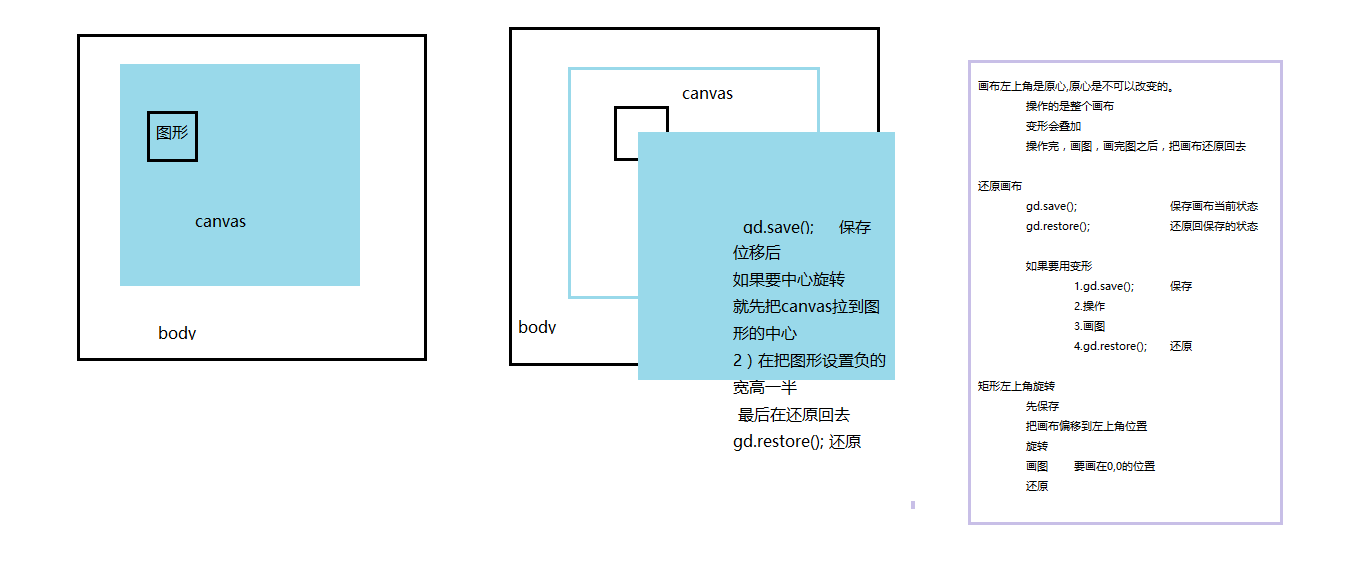 图形
canvas
body
canvas
gd.save(); 保存
位移后
如果要中心旋转
就先把canvas拉到图
形的中心
2）在把图形设置负的
宽高一半
最后在还原回去
gd.restore(); 还原
body
画布左上角是原心,原心是不可以改变的。
操作的是整个画布
变形会叠加
操作完，画图，画完图之后，把画布还原回去
还原画布
gd.save(); 保存画布当前状态
gd.restore(); 还原回保存的状态
如果要用变形
1.gd.save(); 保存
2.操作
3.画图
4.gd.restore(); 还原
矩形左上角旋转
先保存
把画布偏移到左上角位置
旋转
画图 要画在0,0的位置
还原